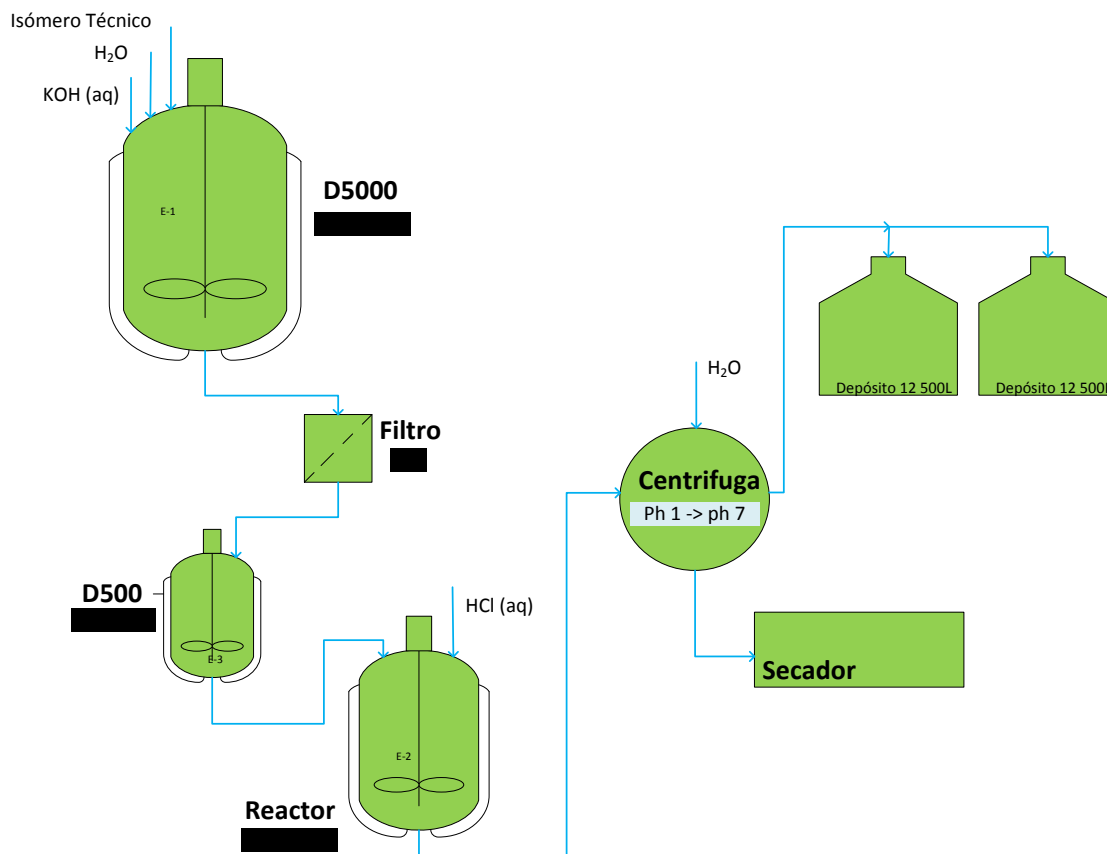 Isómero Técnico
H₂O
KOH (aq)
E-1
D5000
Filtro
D500
E-3
HCl (aq)
E-2
Reactor
H₂O
Centrifuga
Ph 1 -> ph 7
Depósito 12 500L
Depósito 12 500L
Secador